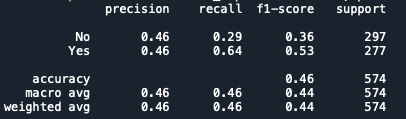 precision recall f1-score support
No 0.46 0.29 0.36 297
Yes 0.46 0.64 0.53 277
accuracy 0.46 574
macro avg 0.46 0.46 0.44 574
weighted avg 0.46 0.46 0.44 574